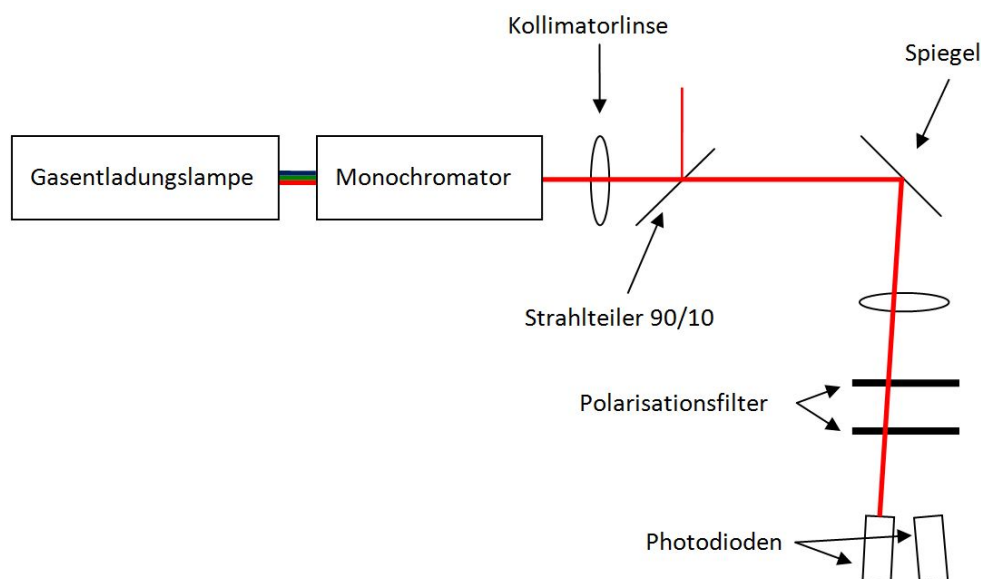 Kollimatorlinse
Spiegel
Gasentladungslampe
Monochromator
Strahlteiler 90/10
Polarisationsfilter
Photodioden